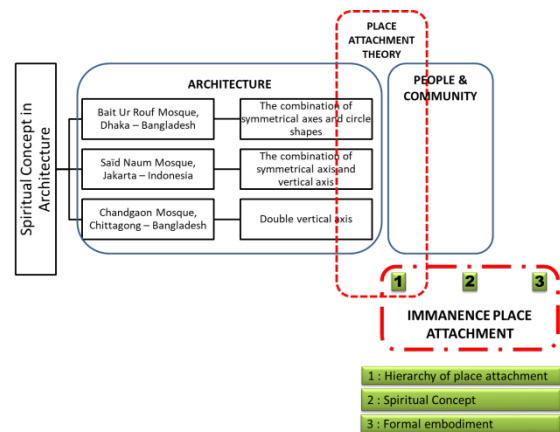 PLACE
ATTACHMENT
THEORY
Spiritual Concept in
Architecture
ARCHITECTURE
PEOPLE &
COMMUNITY
Bait Ur Rouf Mosque,
Dhaka – Bangladesh
The combination of
symmetrical axes and circle
shapes
Saïd Naum Mosque,
Jakarta – Indonesia
The combination of
symmetrical axis and
vertical axis
Chandgaon Mosque,
Chittagong – Bangladesh
Double vertical axis
1 2 3
IMMANENCE PLACE
ATTACHMENT
1 : Hierarchy of place attachment
2 : Spiritual Concept
3 : Formal embodiment